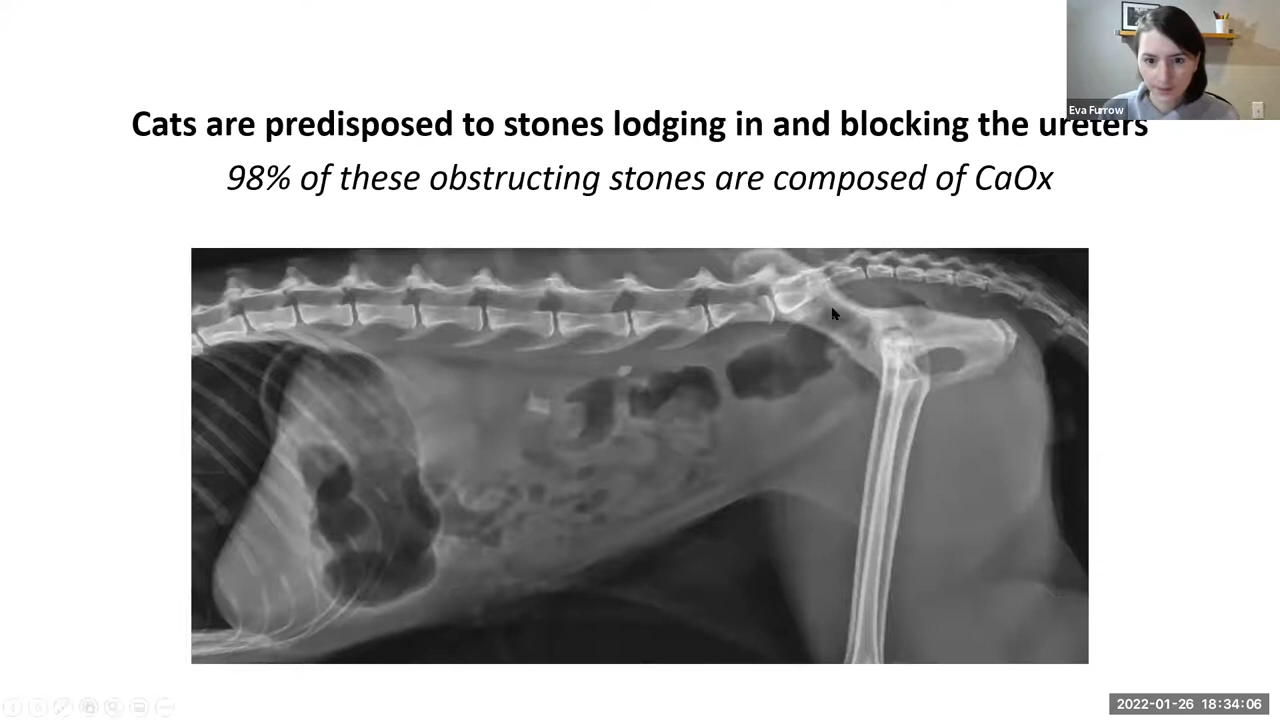 Cats are predisposed to stones lodging in and blocking the ureters
98% of these obstructing stones are composed of CaOx
Eva Furrow
2022-01-26 18:34:06